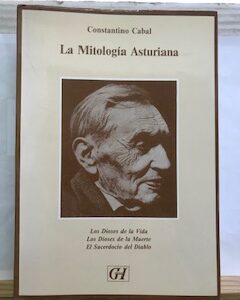 Constantino Cabal
La Mitología Asturiana
Los Dioses de la Vida
Los Dioses de la Muerte
El Sacerdocio del Diablo
GH